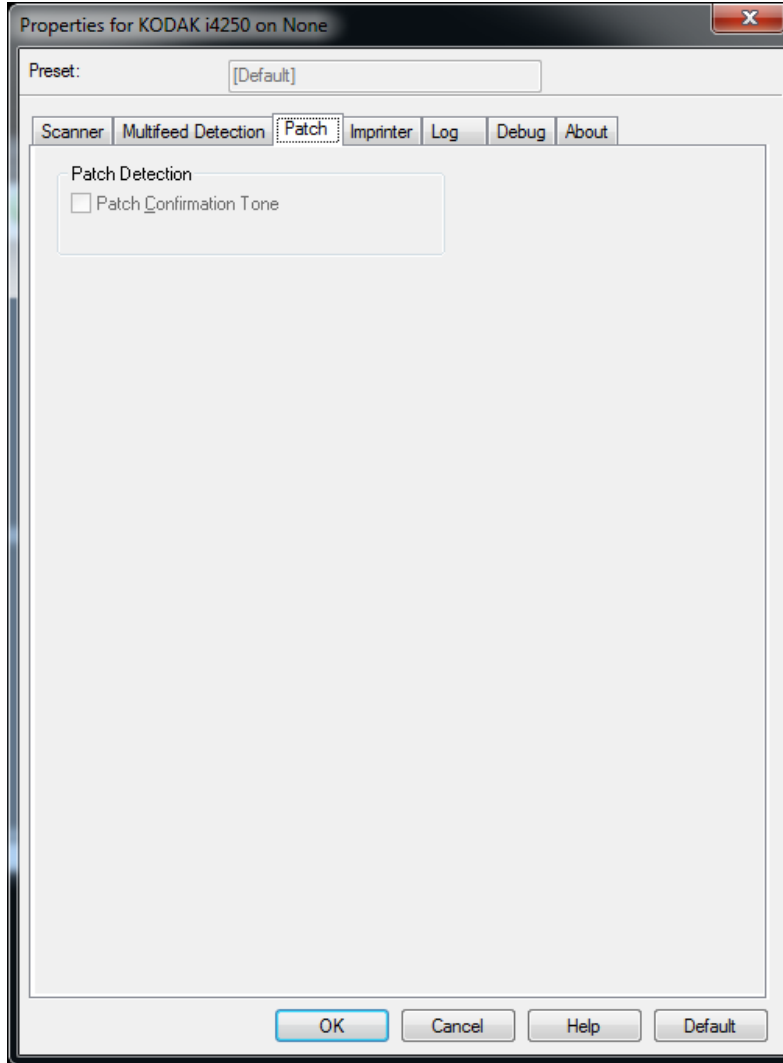 Properties for KODAK i4250 on None
Preset: [Default]
Scanner Multifeed Detection Patch Imprinter Log Debug About
Patch Detection
Patch Confirmation Tone
OK Cancel Help Default